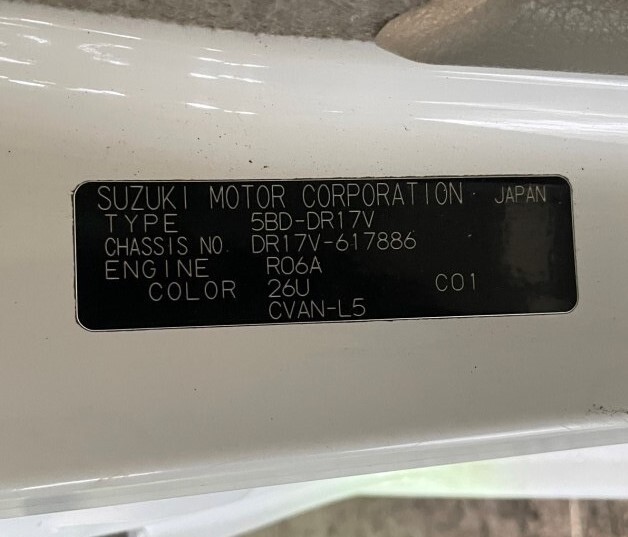 SUZUKI MOTOR CORPORATION JAPAN
TYPE 5BD-DR17V
CHASSIS NO. DR17V-617886
ENGINE R06A
COLOR 26U C01
CVAN-L5